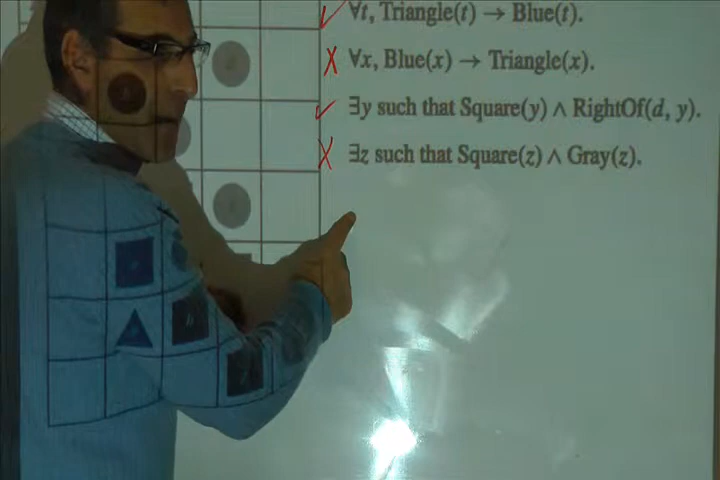 ✓ ∀t, Triangle(t) → Blue(t).
X ∀x, Blue(x) → Triangle(x).
✓ ∃y such that Square(y) ∧ RightOf(d, y).
X ∃z such that Square(z) ∧ Gray(z).